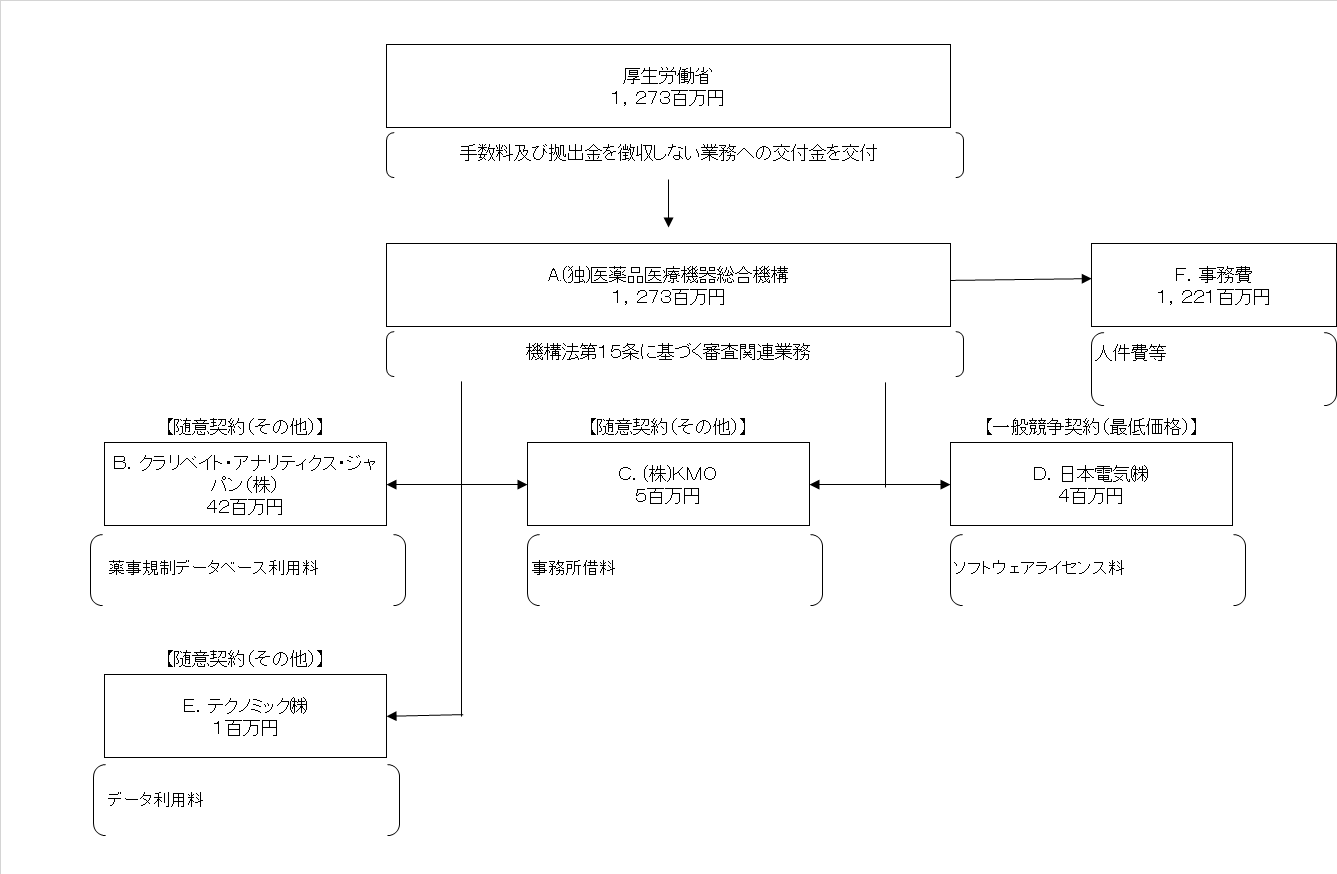 厚生労働省
１，２７３百万円
手数料及び拠出金を徴収しない業務への交付金を交付
Ａ．(独)医薬品医療機器総合機構
１，２７３百万円
Ｆ．事務費
１，２２１百万円
機構法第１５条に基づく審査関連業務
人件費等
【随意契約（その他）】
【随意契約（その他）】
【一般競争契約（最低価格）】
Ｂ．クラリベイト・アナリティクス・ジャ
パン（株）
４２百万円
Ｃ．（株）ＫＭＯ
５百万円
Ｄ．日本電気㈱
４百万円
薬事規制データベース利用料
事務所借料
ソフトウェアライセンス料
【随意契約（その他）】
Ｅ．テクノミック㈱
１百万円
データ利用料